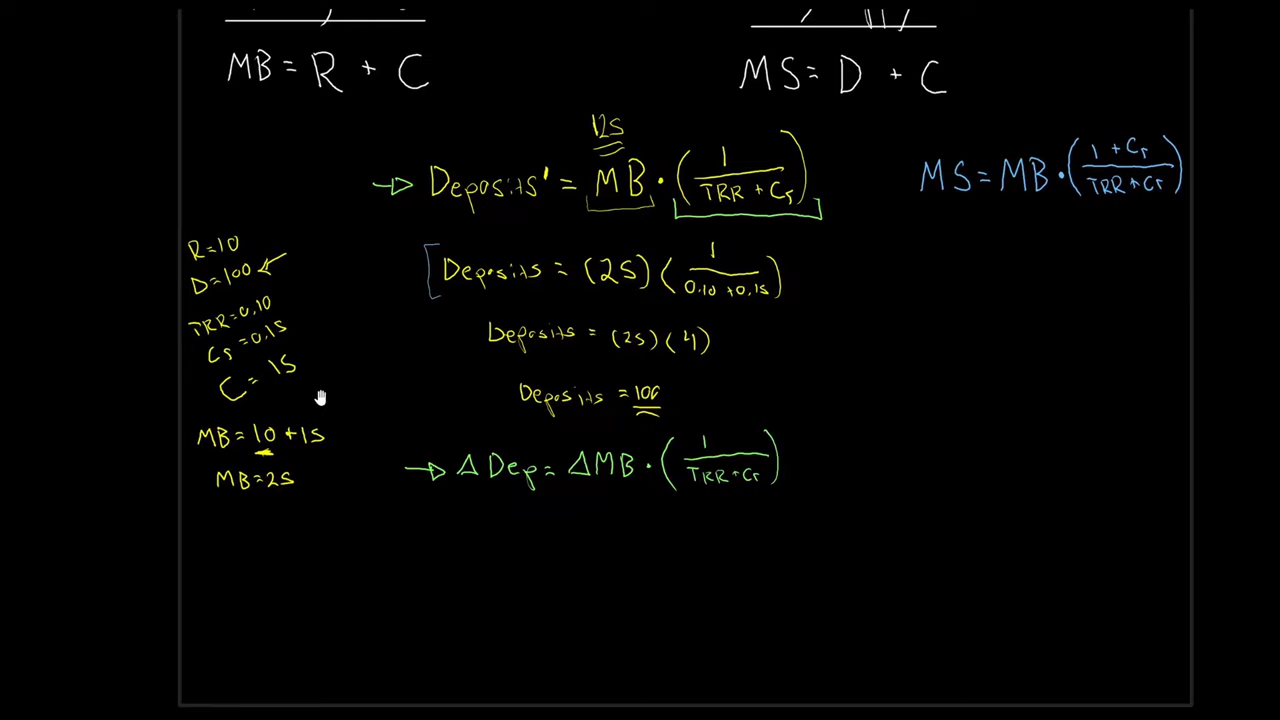 MB = R + C
MS = D + C
125
→ Deposits' = MB · (1 / (TRR + Cr))
MS = MB · ((1 + Cr) / (TRR + Cr))
R = 10
D = 100 ←
TRR = 0.10
Cr = 0.15
C = 15
MB = 10 + 15
MB = 25
[Deposits = (25) (1 / (0.10 + 0.15))
Deposits = (25) (4)
Deposits = 100
→ Δ Dep = ΔMB · (1 / (TRR + Cr))